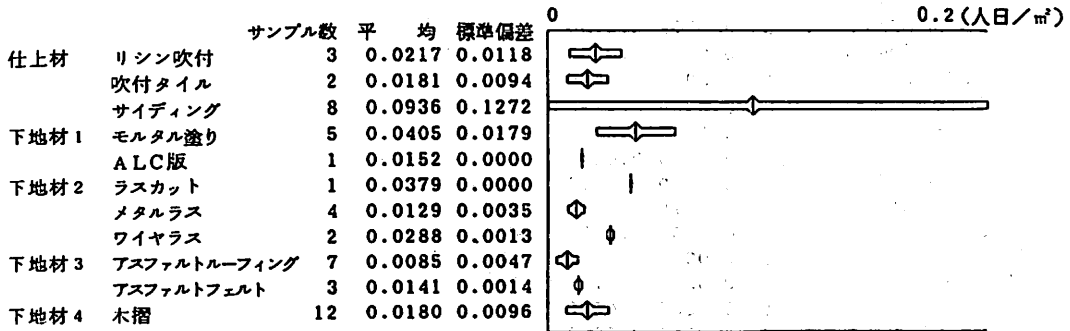 0 0.2(人日／㎡)
サンプル数 平 均 標準偏差
仕上材 リシン吹付 3 0.0217 0.0118
吹付タイル 2 0.0181 0.0094
サイディング 8 0.0936 0.1272
下地材1 モルタル塗り 5 0.0405 0.0179
ALC版 1 0.0152 0.0000
下地材2 ラスカット 1 0.0379 0.0000
メタルラス 4 0.0129 0.0035
ワイヤラス 2 0.0288 0.0013
下地材3 アスファルトルーフィング 7 0.0085 0.0047
アスファルトフェルト 3 0.0141 0.0014
下地材4 木摺 12 0.0180 0.0096